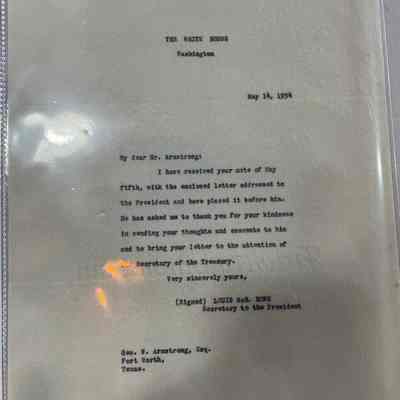 THE WHITE HOUSE
Washington
May 14, 1934
My dear Mr. Armstrong:
I have received your note of May
fifth, with the enclosed letter addressed to
the President and have placed it before him.
He has asked me to thank you for your kindness
in sending your thoughts and comments to him
and to bring your letter to the attention of
Secretary of the Treasury.
Very sincerely yours,
(Signed) LOUIS McH. HOWE
Secretary to the President
Geo. W. Armstrong, Esq.
Fort Worth,
Texas.